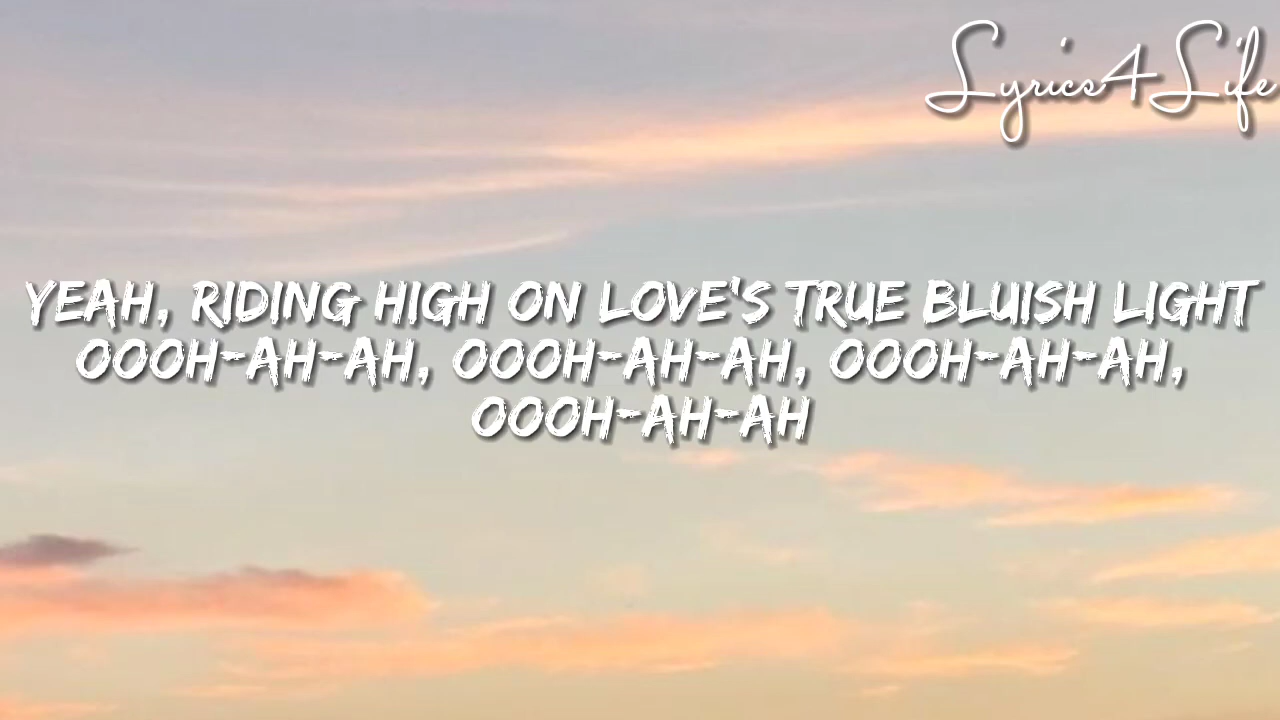 Lyrics4Life
YEAH, RIDING HIGH ON LOVE'S TRUE BLUISH LIGHT
OOOH-AH-AH, OOOH-AH-AH, OOOH-AH-AH,
OOOH-AH-AH